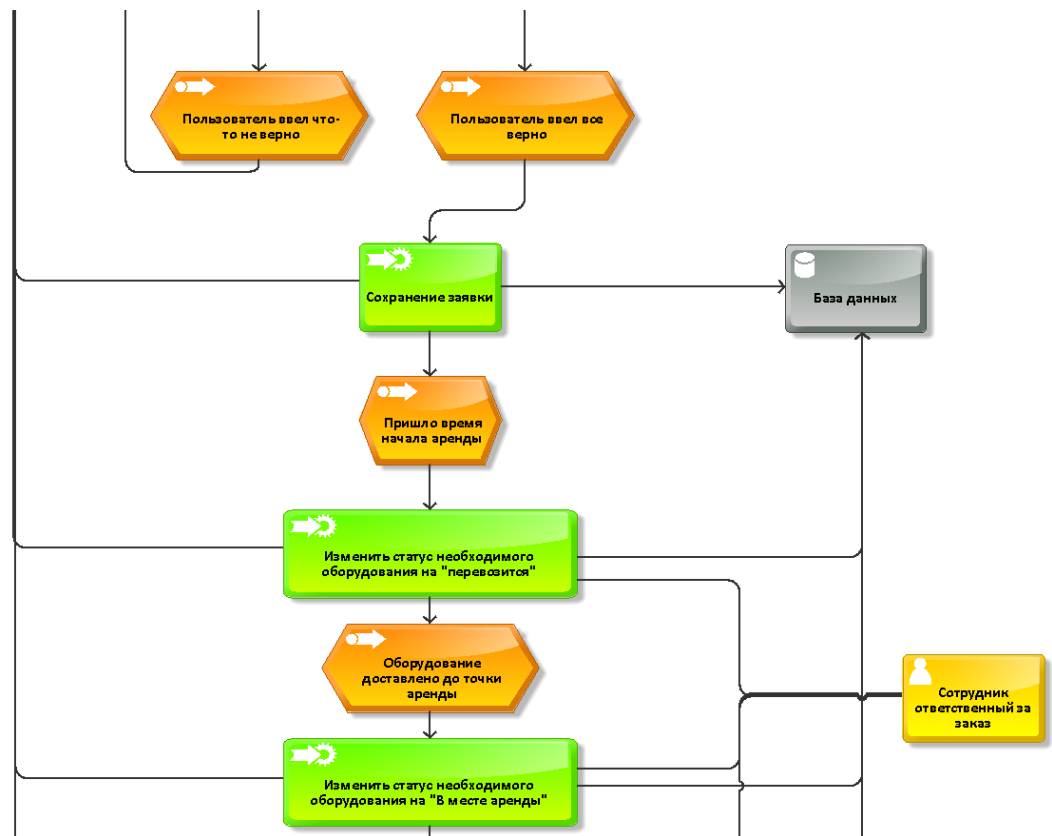 Пользователь ввел что-
то не верно
Пользователь ввел все
верно
Сохранение заявки
База данных
Пришло время
начала аренды
Изменить статус необходимого
оборудования на "перевозится"
Оборудование
доставлено до точки
аренды
Сотрудник
ответственный за
заказ
Изменить статус необходимого
оборудования на "В месте аренды"